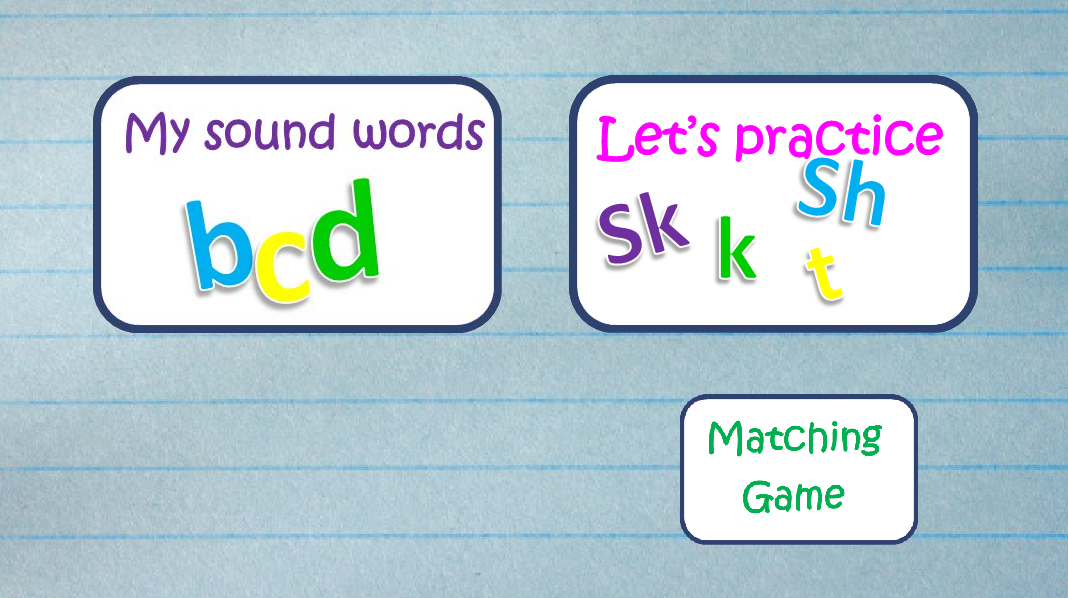 My sound words
bcd
Let's practice
Sh
Sk
k
t
Matching
Game